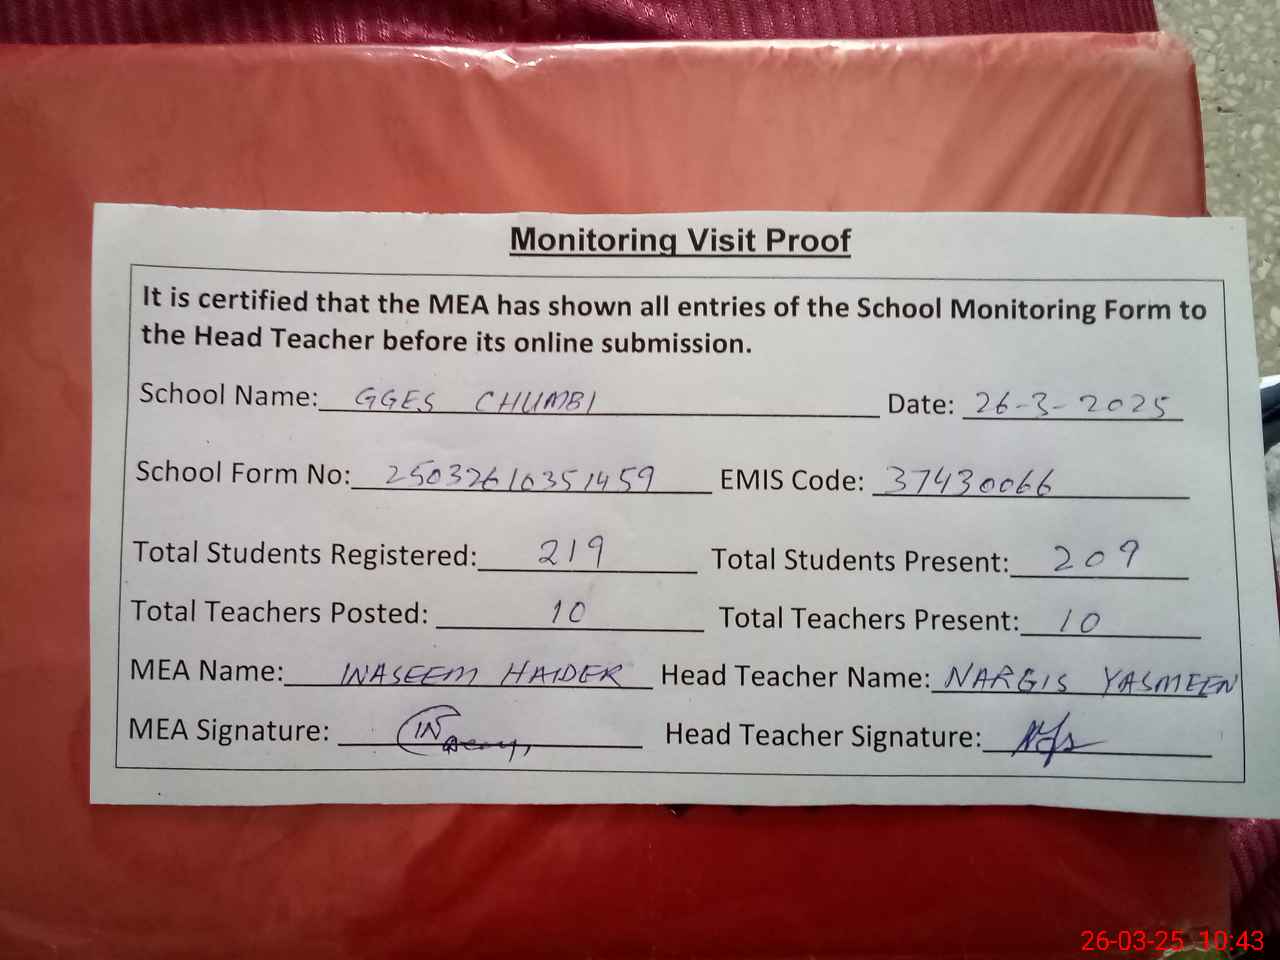 Monitoring Visit Proof
It is certified that the MEA has shown all entries of the School Monitoring Form to
the Head Teacher before its online submission.
School Name: GGES CHUMBI Date: 26-3-2025
School Form No: 25032610351459 EMIS Code: 37430066
Total Students Registered: 219 Total Students Present: 209
Total Teachers Posted: 10 Total Teachers Present: 10
MEA Name: WASEEM HAIDER Head Teacher Name: NARGIS YASMEEN
MEA Signature: Head Teacher Signature:
26-03-25 10:43